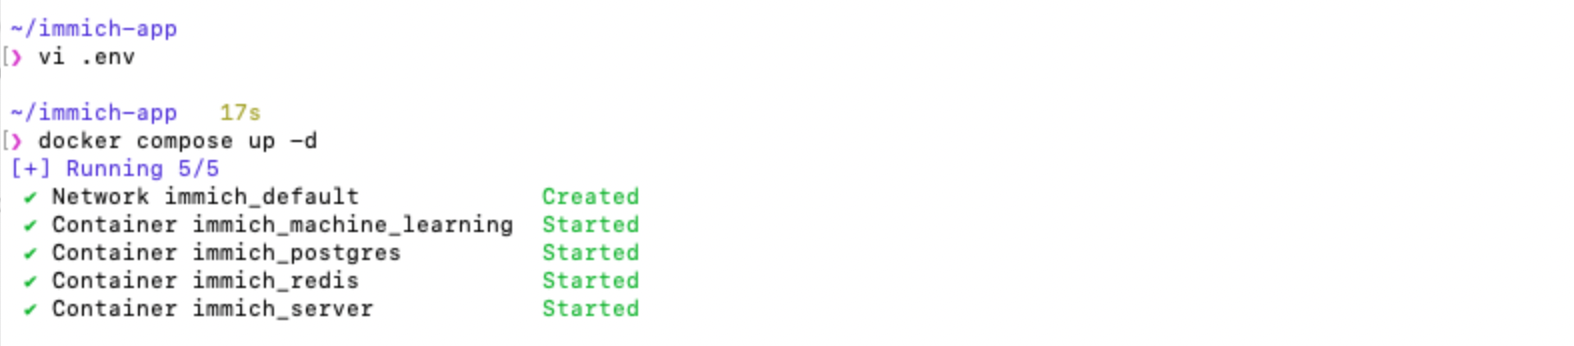 ~/immich-app
[❯ vi .env
~/immich-app 17s
[❯ docker compose up -d
[+] Running 5/5
✔ Network immich_default Created
✔ Container immich_machine_learning Started
✔ Container immich_postgres Started
✔ Container immich_redis Started
✔ Container immich_server Started